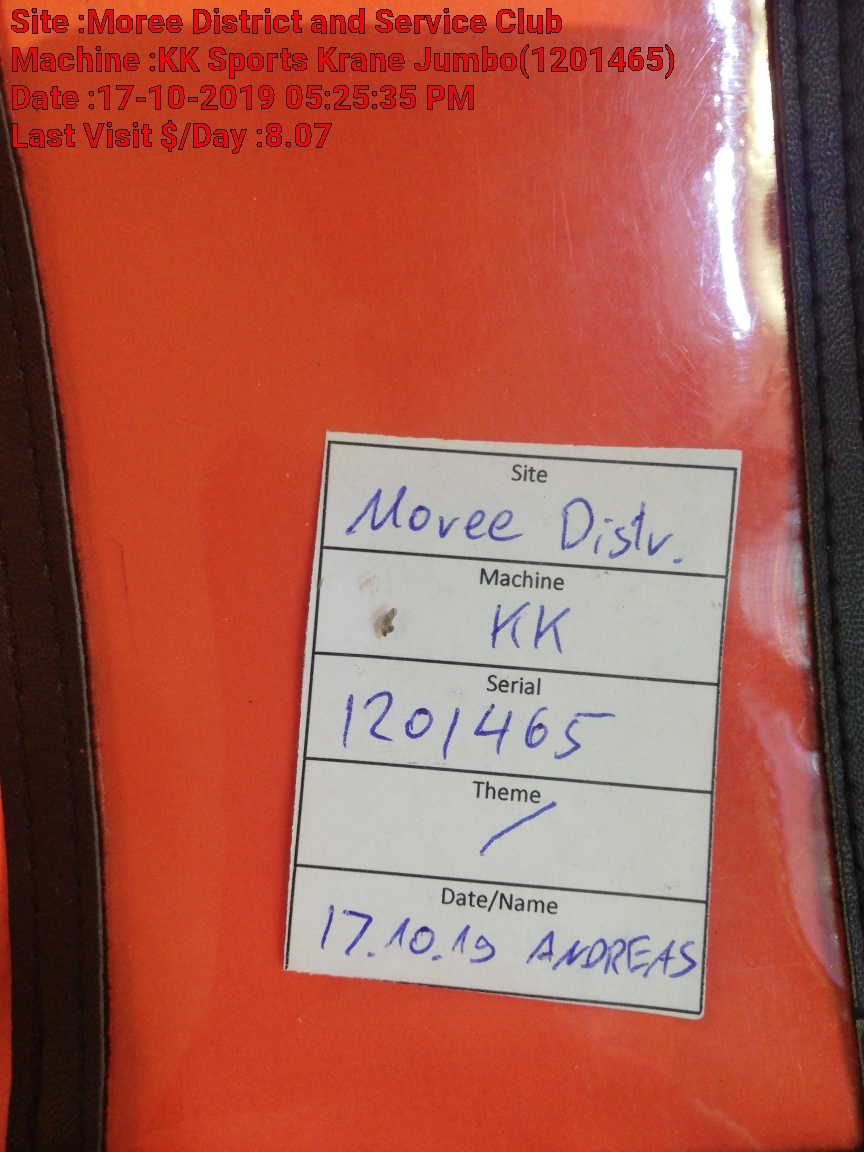 Site :Moree District and Service Club
Machine :KK Sports Krane Jumbo(1201465)
Date :17-10-2019 05:25:35 PM
Last Visit $/Day :8.07
Site
Moree Distr.
Machine
KK
Serial
1201465
Theme
/
Date/Name
17.10.19 ANDREAS